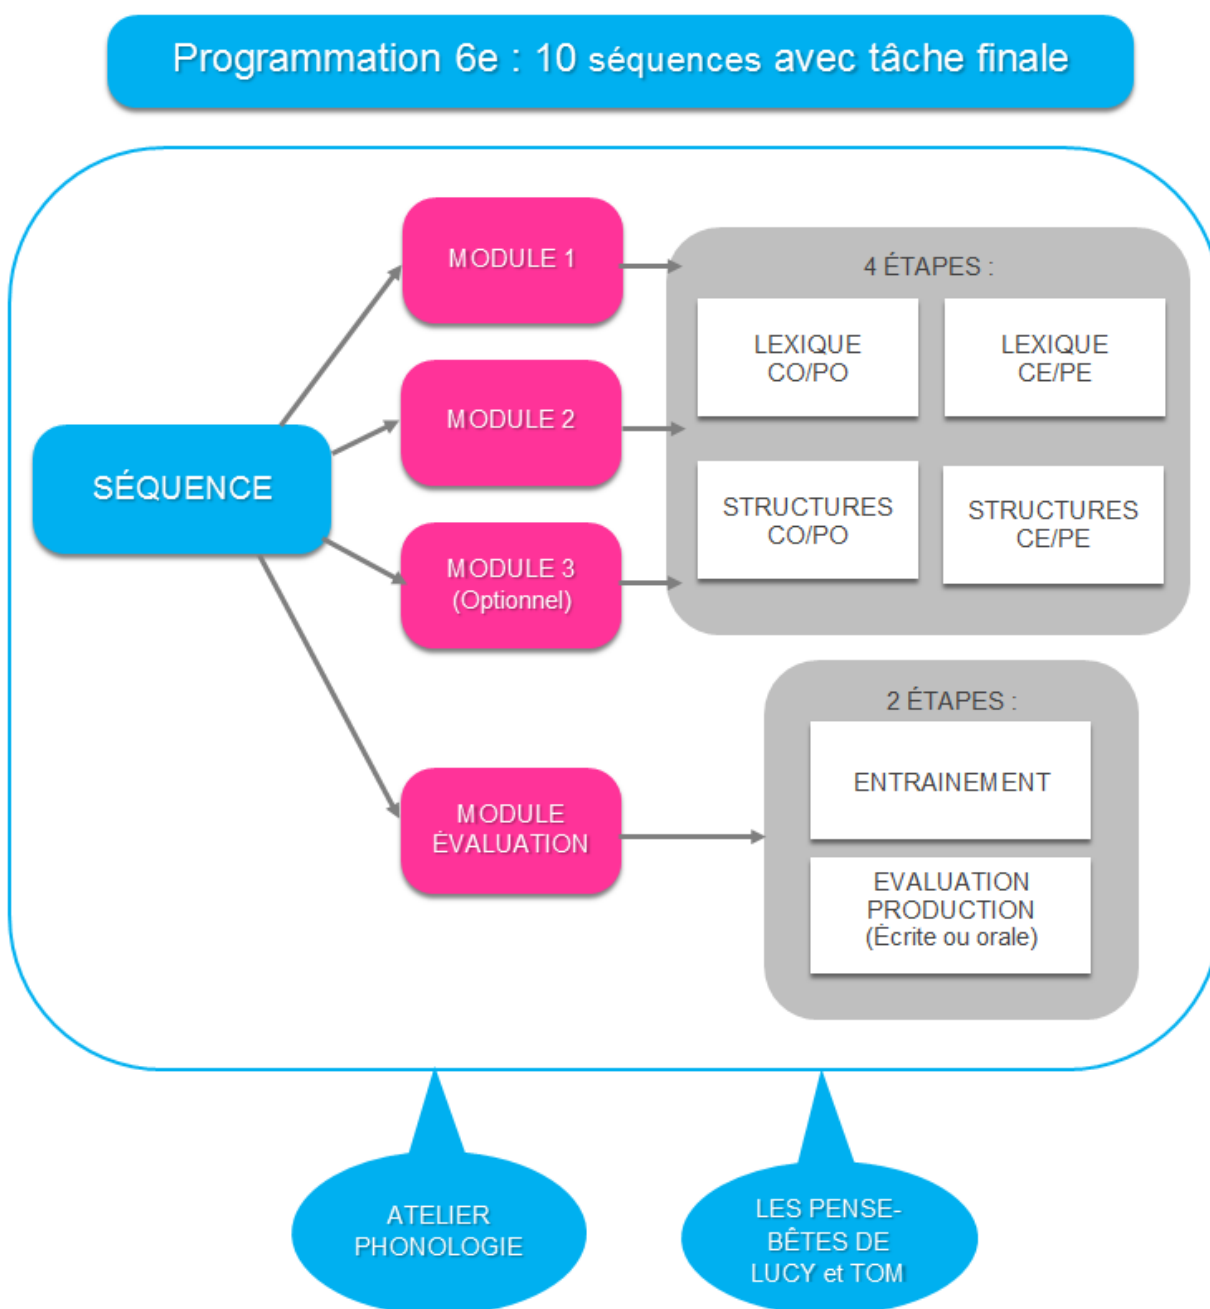 Programmation 6e : 10 séquences avec tâche finale
MODULE 1
4 ÉTAPES :
LEXIQUE
CO/PO
LEXIQUE
CE/PE
MODULE 2
SÉQUENCE
STRUCTURES
CO/PO
STRUCTURES
CE/PE
MODULE 3
(Optionnel)
2 ÉTAPES :
ENTRAINEMENT
MODULE
ÉVALUATION
EVALUATION
PRODUCTION
(Écrite ou orale)
ATELIER
PHONOLOGIE
LES PENSE-
BÊTES DE
LUCY et TOM